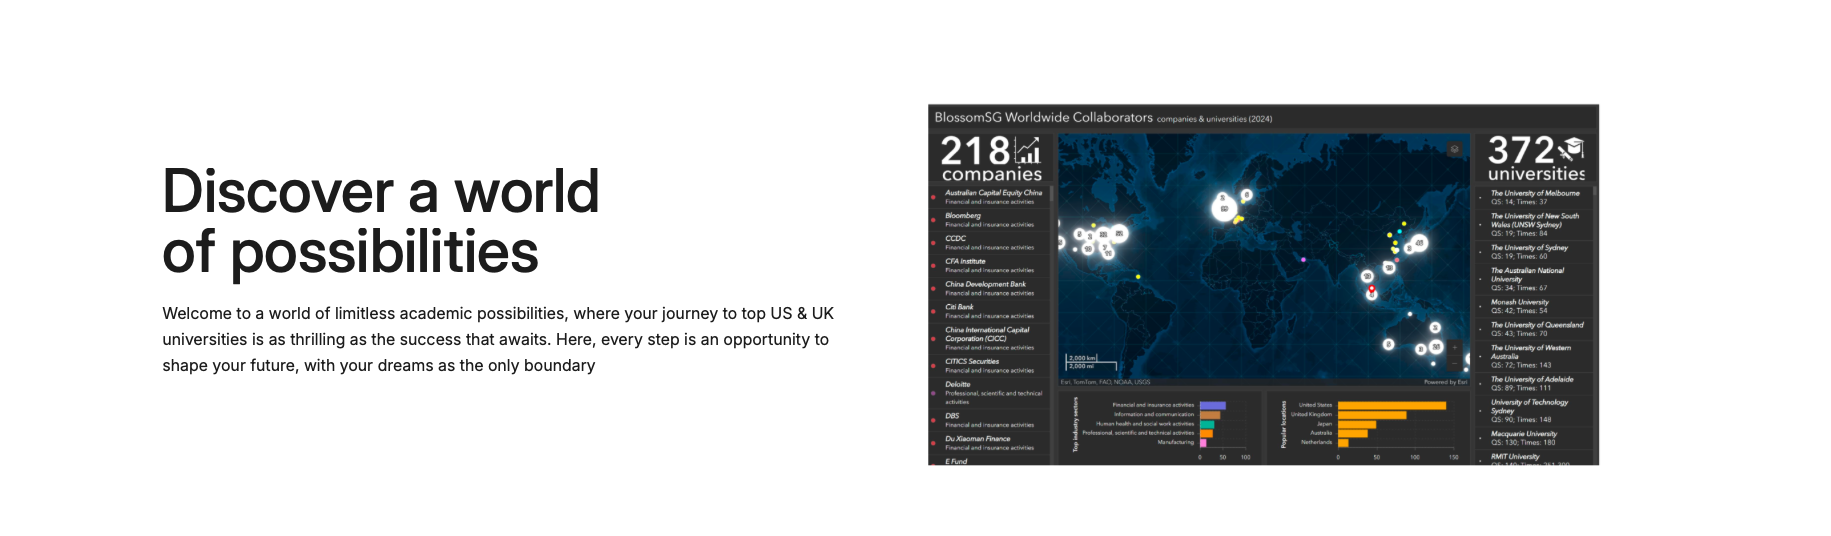 Discover a world
of possibilities
Welcome to a world of limitless academic possibilities, where your journey to top US & UK
universities is as thrilling as the success that awaits. Here, every step is an opportunity to
shape your future, with your dreams as the only boundary
BlossomSG Worldwide Collaborators companies & universities (2024)
218
companies
Australian Capital Equity China
Financial and insurance activities
Bloomberg
Financial and insurance activities
CCDC
Financial and insurance activities
CFA Institute
Financial and insurance activities
China Development Bank
Financial and insurance activities
Citi Bank
Financial and insurance activities
China International Capital
Corporation (CICC)
Financial and insurance activities
CITICS Securities
Financial and insurance activities
Deloitte
Professional, scientific and technical
activities
DBS
Financial and insurance activities
Du Xiaoman Finance
Financial and insurance activities
E Fund
2,000 km
2,000 mi
Esri, TomTom, FAO, NOAA, USGS
Powered by Esri
Top industry sectors
Financial and insurance activities
Information and communication
Human health and social work activities
Professional, scientific and technical activities
Manufacturing
0 50 100
Popular locations
United States
United Kingdom
Japan
Australia
Netherlands
0 50 100 150
372
universities
The University of Melbourne
QS: 14; Times: 37
The University of New South
Wales (UNSW Sydney)
QS: 19; Times: 84
The University of Sydney
QS: 19; Times: 60
The Australian National
University
QS: 34; Times: 67
Monash University
QS: 42; Times: 54
The University of Queensland
QS: 43; Times: 70
The University of Western
Australia
QS: 72; Times: 143
The University of Adelaide
QS: 89; Times: 111
University of Technology
Sydney
QS: 90; Times: 148
Macquarie University
QS: 130; Times: 180
RMIT University